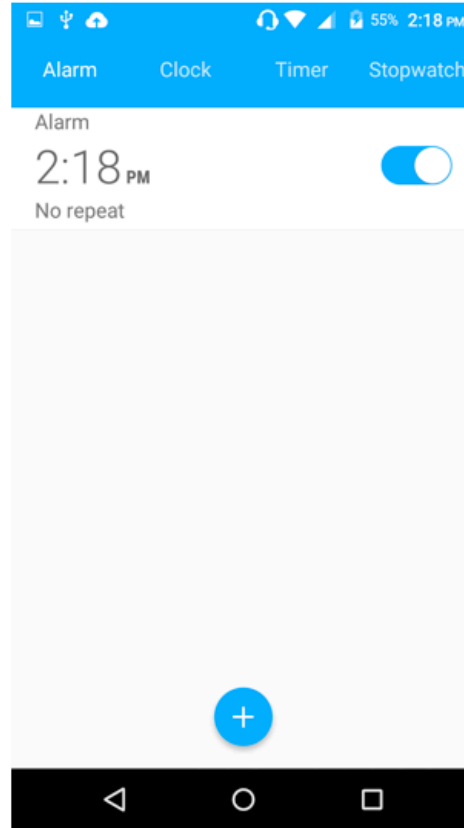 55% 2:18 PM
Alarm Clock Timer Stopwatch
Alarm
2:18 PM
No repeat